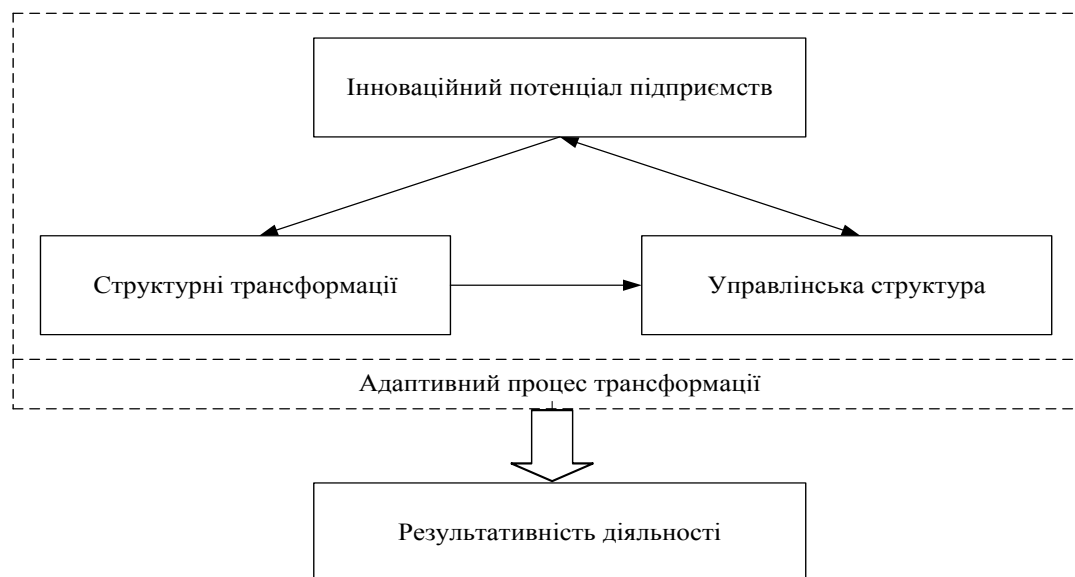 Інноваційний потенціал підприємств
Структурні трансформації
Управлінська структура
Адаптивний процес трансформації
Результативність діяльності